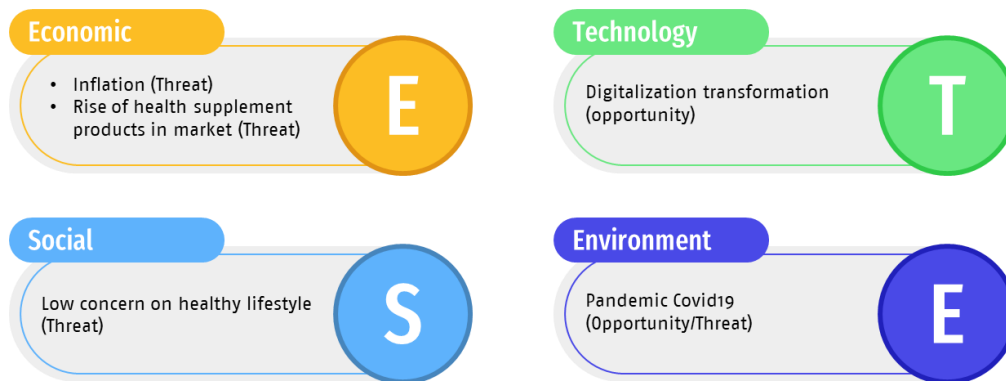 Economic
• Inflation (Threat)
• Rise of health supplement
products in market (Threat)
E
Technology
Digitalization transformation
(opportunity)
T
Social
Low concern on healthy lifestyle
(Threat)
S
Environment
Pandemic Covid19
(Opportunity/Threat)
E